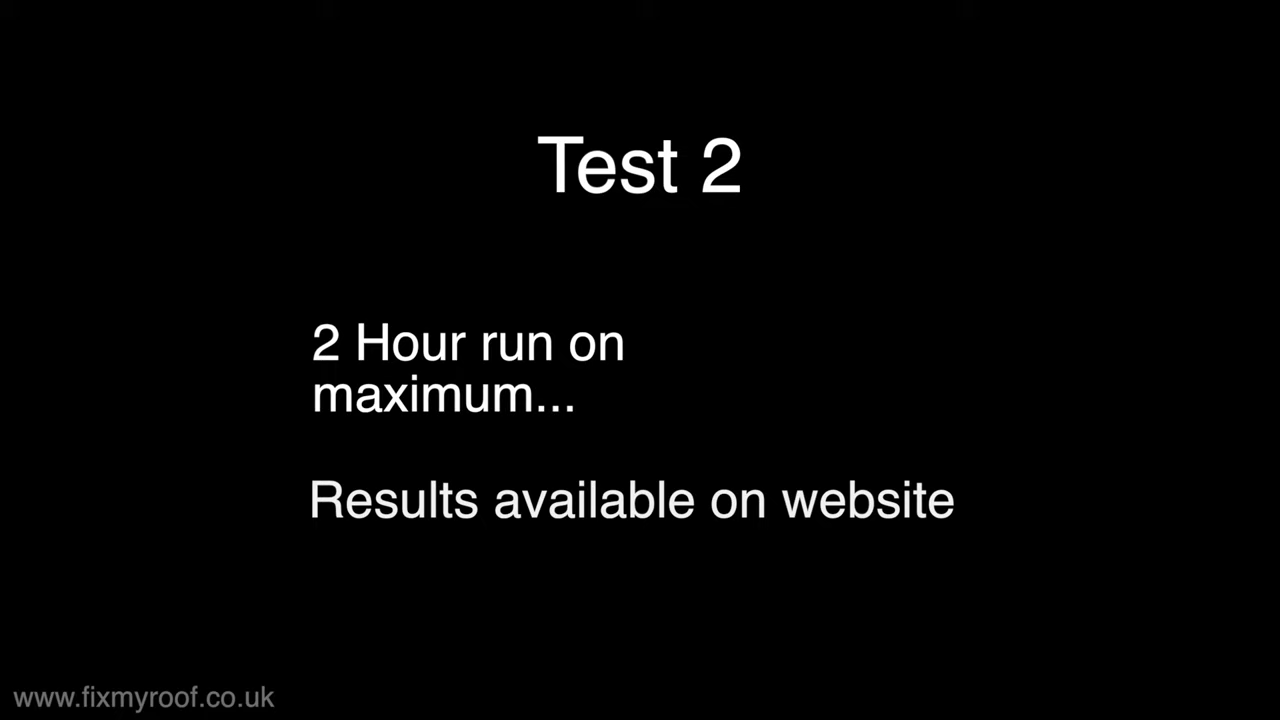 Test 2
2 Hour run on
maximum...
Results available on website
www.fixmyroof.co.uk